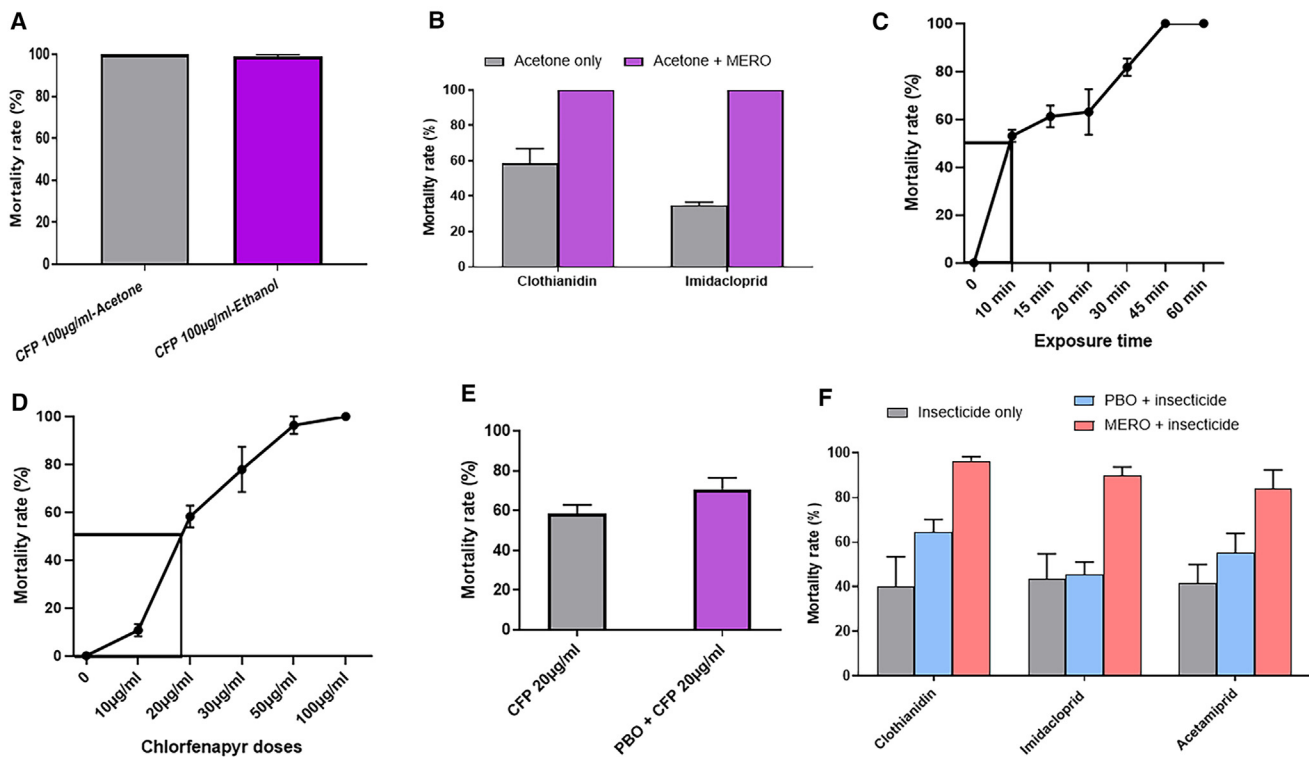 A
Mortality rate (%)
100
80
60
40
20
0
CFP 100µg/ml-Acetone
CFP 100µg/ml-Ethanol
B
Acetone only
Acetone + MERO
Mortality rate (%)
100
80
60
40
20
0
Clothianidin
Imidacloprid
C
Mortality rate (%)
100
80
60
40
20
0
0
10 min
15 min
20 min
30 min
45 min
60 min
Exposure time
D
Mortality rate (%)
100
80
60
40
20
0
0
10µg/ml
20µg/ml
30µg/ml
50µg/ml
100µg/ml
Chlorfenapyr doses
E
Mortality rate (%)
100
80
60
40
20
0
CFP 20µg/ml
PBO + CFP 20µg/ml
F
Insecticide only
PBO + insecticide
MERO + insecticide
Mortality rate (%)
100
80
60
40
20
0
Clothianidin
Imidacloprid
Acetamiprid